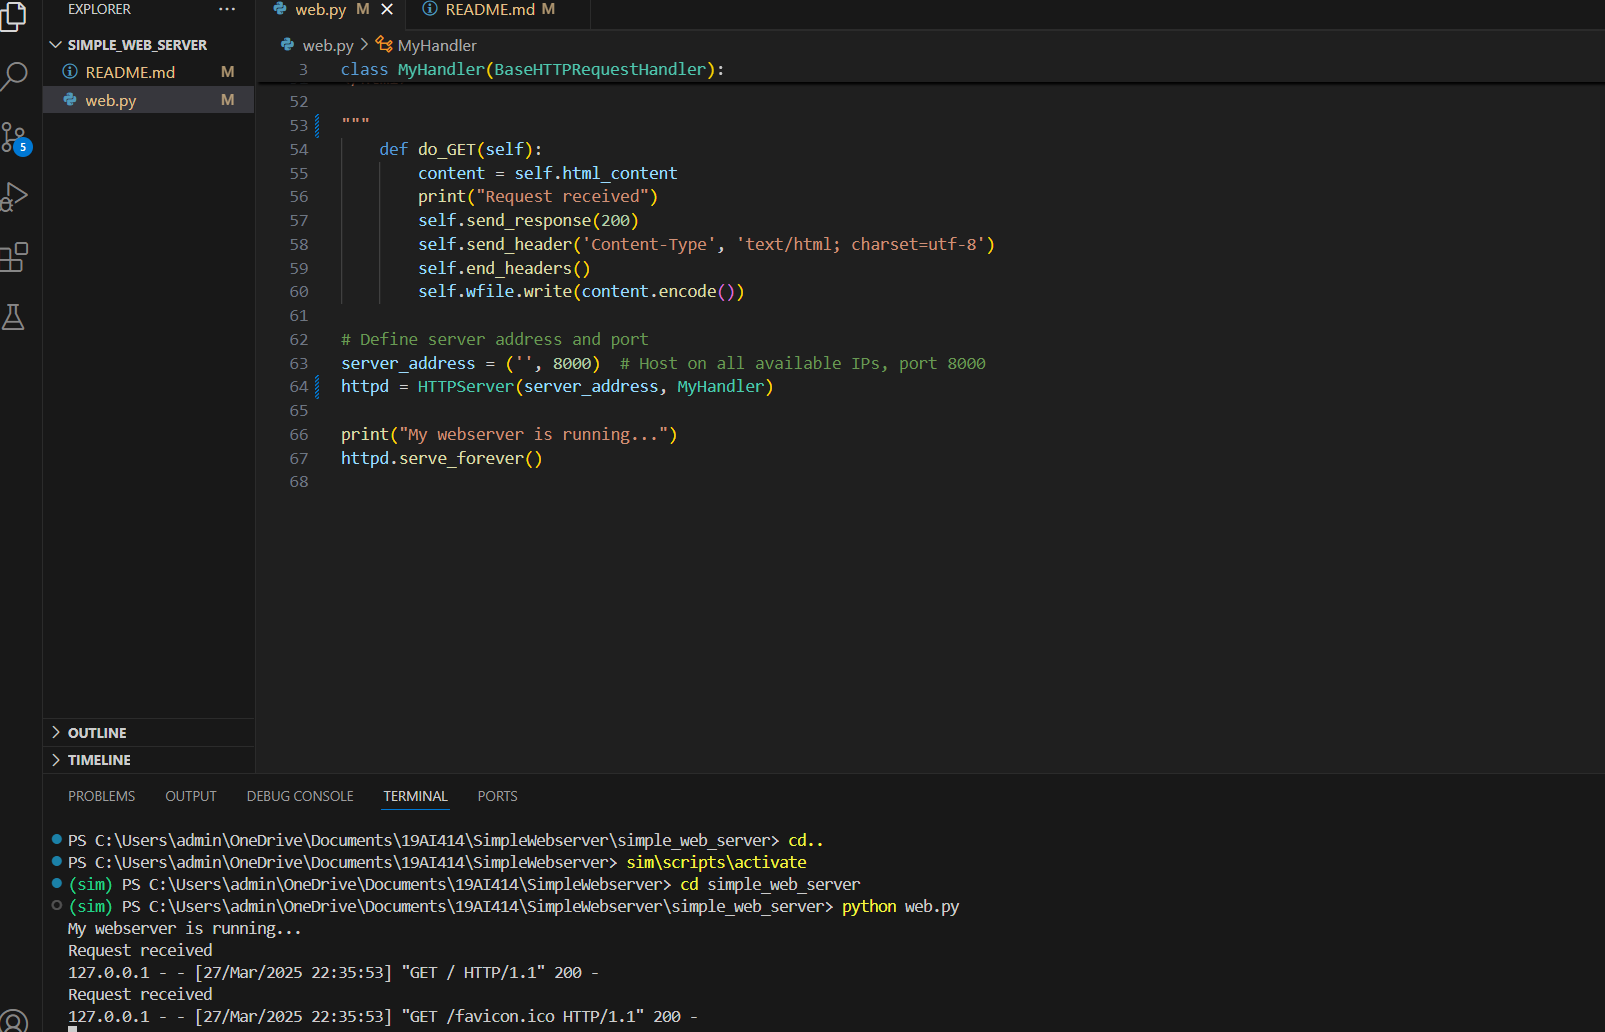 EXPLORER ···
web.py M
README.md M
SIMPLE_WEB_SERVER
README.md M
web.py M
5
web.py > MyHandler
3 class MyHandler(BaseHTTPRequestHandler):
52
53 """
54 def do_GET(self):
55 content = self.html_content
56 print("Request received")
57 self.send_response(200)
58 self.send_header('Content-Type', 'text/html; charset=utf-8')
59 self.end_headers()
60 self.wfile.write(content.encode())
61
62 # Define server address and port
63 server_address = ('', 8000)  # Host on all available IPs, port 8000
64 httpd = HTTPServer(server_address, MyHandler)
65
66 print("My webserver is running...")
67 httpd.serve_forever()
68
OUTLINE
TIMELINE
PROBLEMS OUTPUT DEBUG CONSOLE TERMINAL PORTS
PS C:\Users\admin\OneDrive\Documents\19AI414\SimpleWebserver\simple_web_server> cd..
PS C:\Users\admin\OneDrive\Documents\19AI414\SimpleWebserver> sim\scripts\activate
(sim) PS C:\Users\admin\OneDrive\Documents\19AI414\SimpleWebserver> cd simple_web_server
(sim) PS C:\Users\admin\OneDrive\Documents\19AI414\SimpleWebserver\simple_web_server> python web.py
My webserver is running...
Request received
127.0.0.1 - - [27/Mar/2025 22:35:53] "GET / HTTP/1.1" 200 -
Request received
127.0.0.1 - - [27/Mar/2025 22:35:53] "GET /favicon.ico HTTP/1.1" 200 -